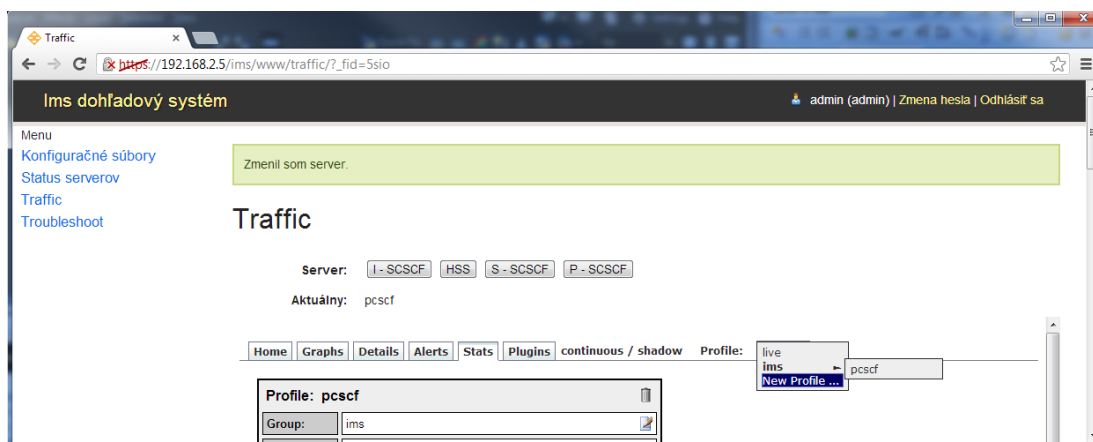 Traffic
https://192.168.2.5/ims/www/traffic/?_fid=5sio
Ims dohľadový systém
admin (admin) | Zmena hesla | Odhlásiť sa
Menu
Konfiguračné súbory
Status serverov
Traffic
Troubleshoot
Zmenil som server.
Traffic
Server: I - SCSCF HSS S - SCSCF P - SCSCF
Aktuálny: pcscf
Home Graphs Details Alerts Stats Plugins continuous / shadow Profile:
live
ims
pcscf
New Profile ...
Profile: pcscf
Group: ims